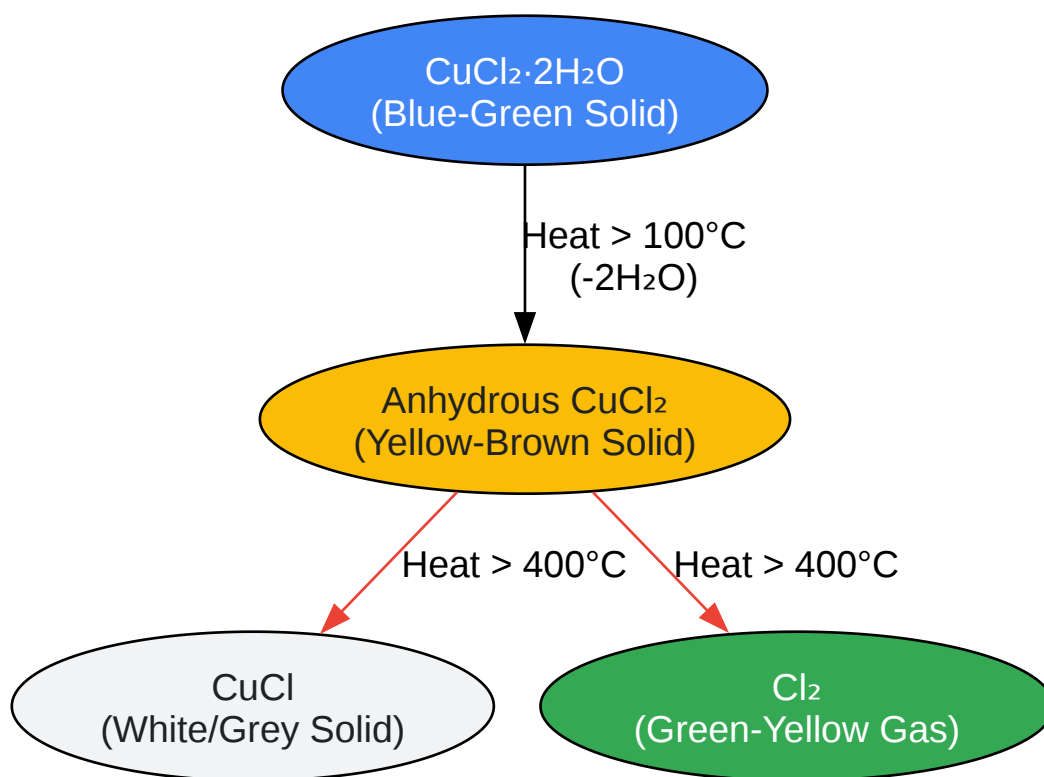 CuCl₂·2H₂O
(Blue-Green Solid)
Heat > 100°C
(-2H₂O)
Anhydrous CuCl₂
(Yellow-Brown Solid)
Heat > 400°C
Heat > 400°C
CuCl
(White/Grey Solid)
Cl₂
(Green-Yellow Gas)